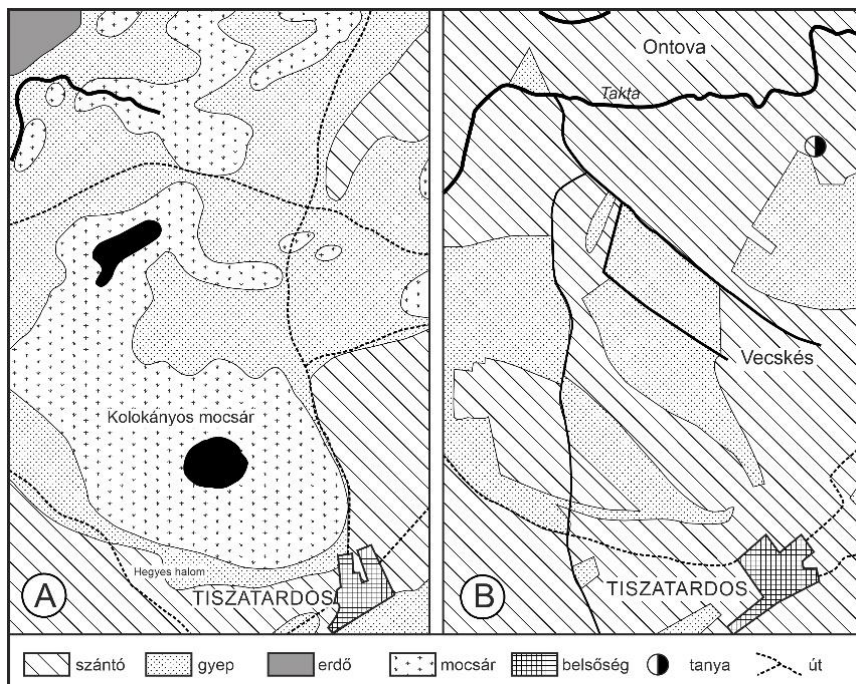 Kolokányos mocsár
Hegyes halom
TISZATARDOS
A
Ontova
Takta
Vecskés
TISZATARDOS
B
szántó gyep erdő mocsár belsőség tanya út